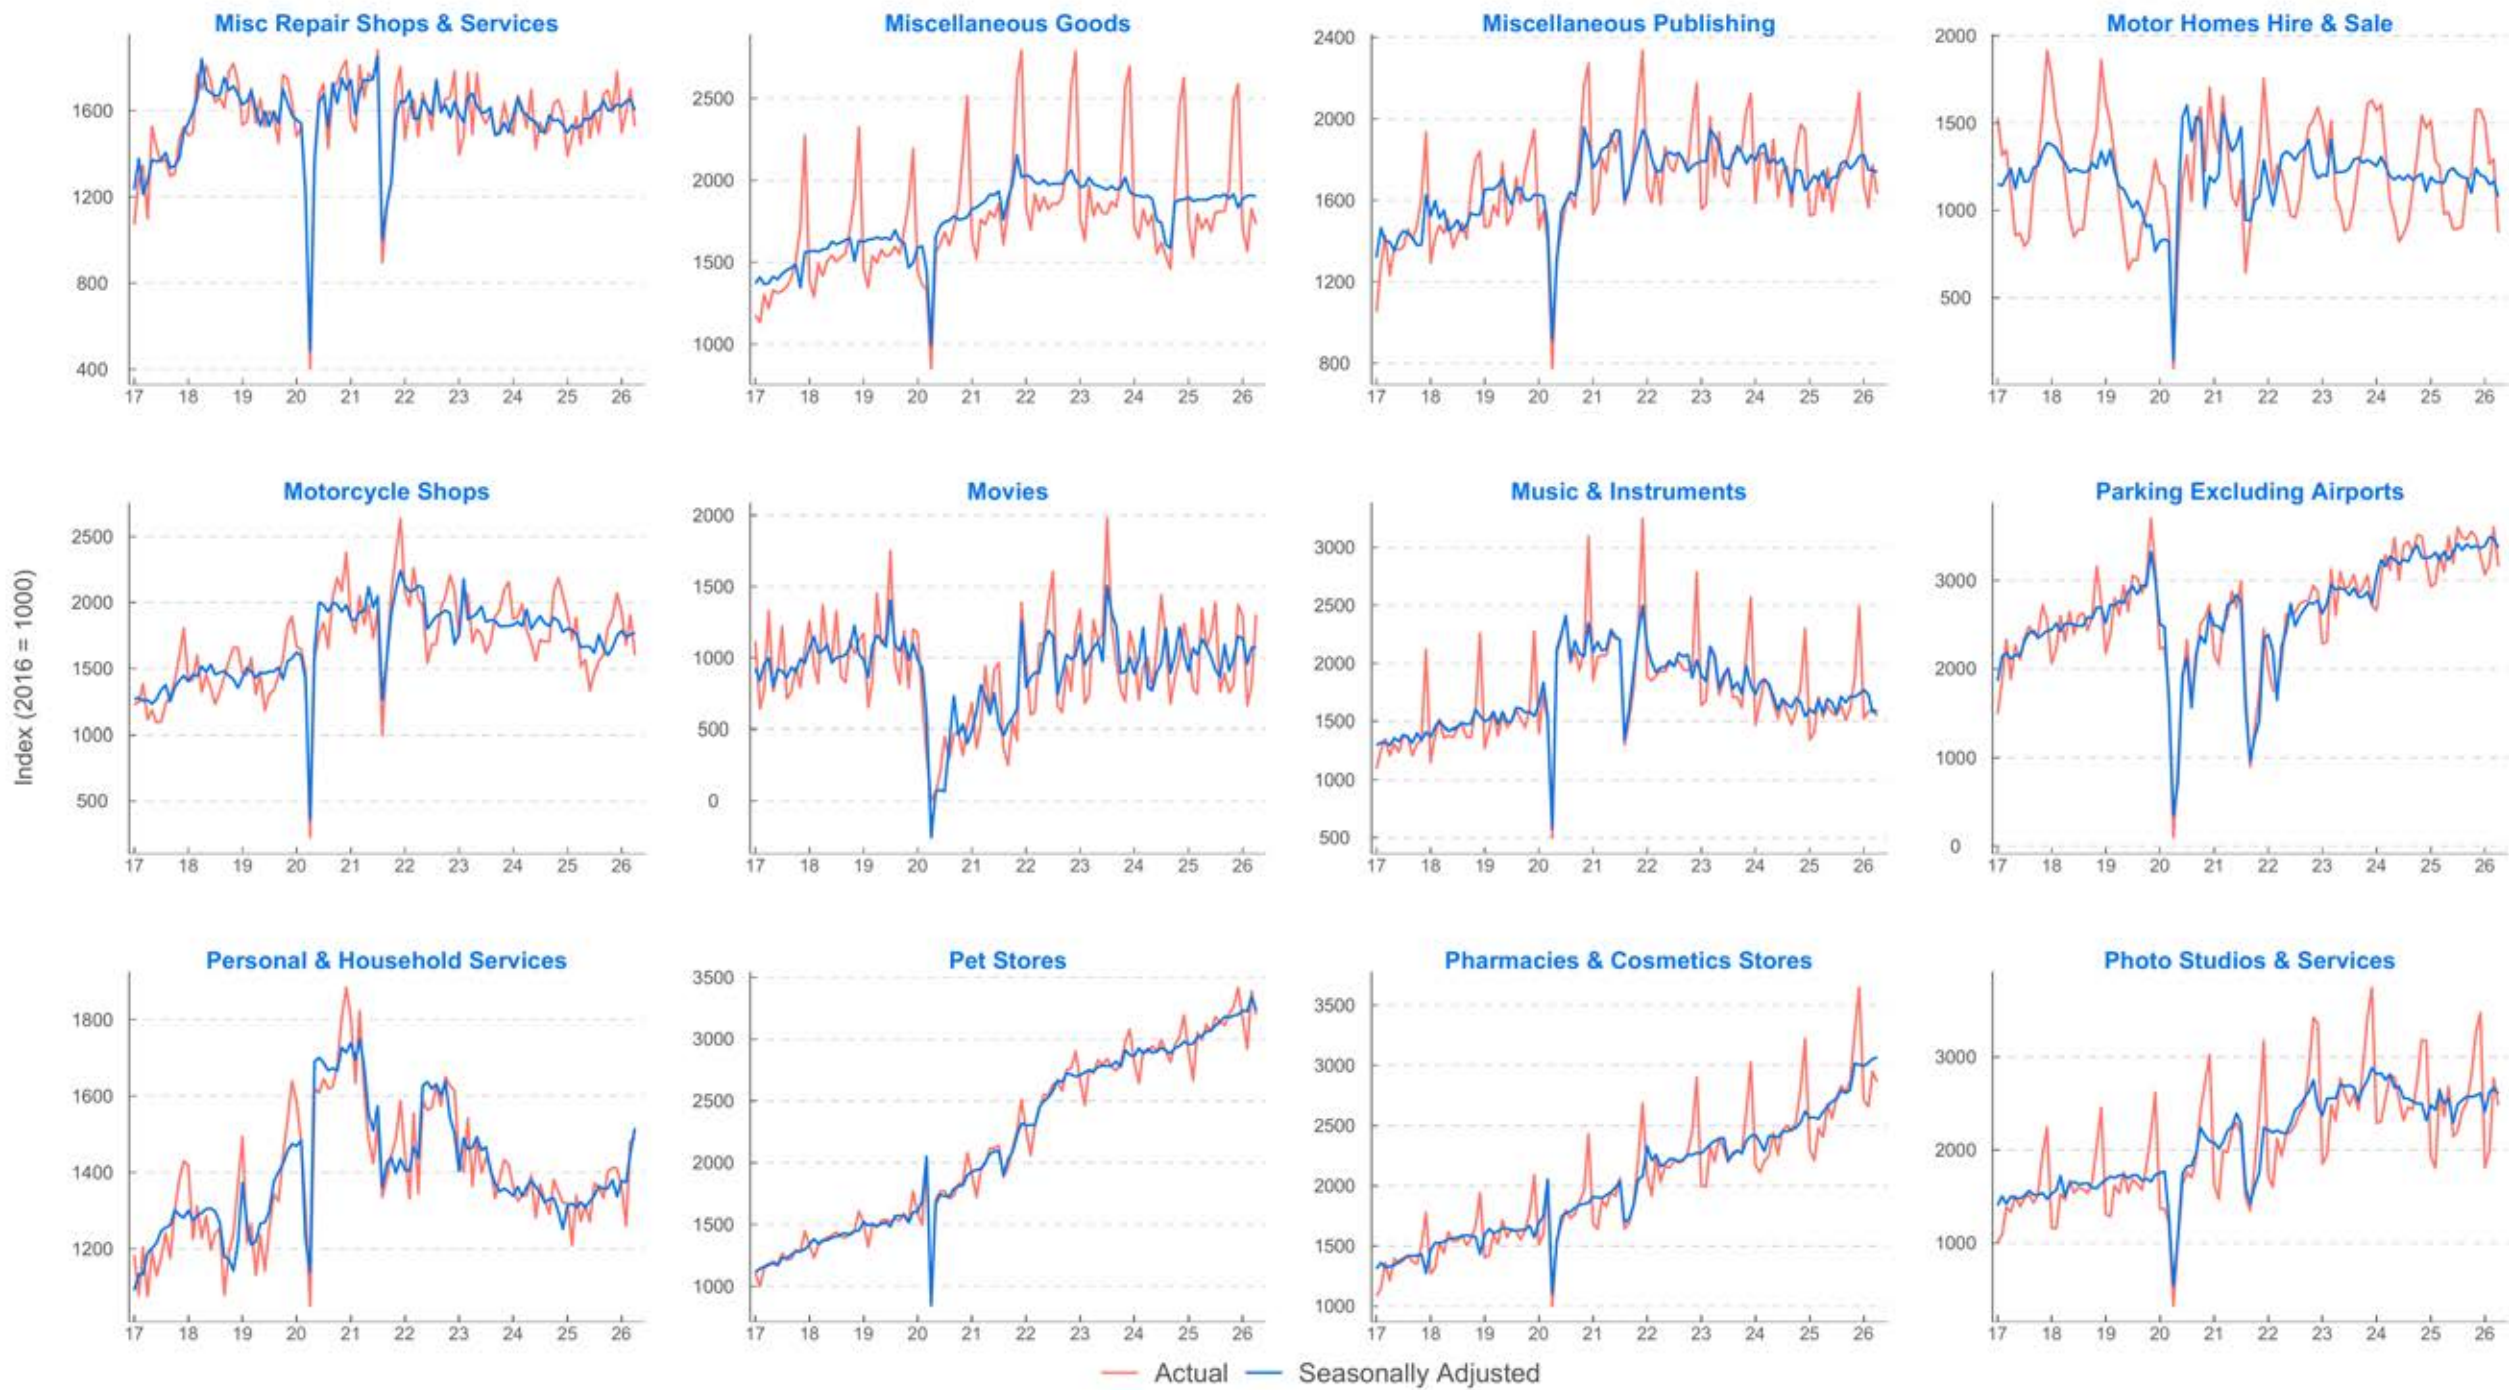 Misc Repair Shops & Services
1600
1200
800
400
17 18 19 20 21 22 23 24 25 26
Miscellaneous Goods
2500
2000
1500
1000
17 18 19 20 21 22 23 24 25 26
Miscellaneous Publishing
2400
2000
1600
1200
800
17 18 19 20 21 22 23 24 25 26
Motor Homes Hire & Sale
2000
1500
1000
500
17 18 19 20 21 22 23 24 25 26
Index (2016 = 1000)
Motorcycle Shops
2500
2000
1500
1000
500
17 18 19 20 21 22 23 24 25 26
Movies
2000
1500
1000
500
0
17 18 19 20 21 22 23 24 25 26
Music & Instruments
3000
2500
2000
1500
1000
500
17 18 19 20 21 22 23 24 25 26
Parking Excluding Airports
3000
2000
1000
0
17 18 19 20 21 22 23 24 25 26
Personal & Household Services
1800
1600
1400
1200
17 18 19 20 21 22 23 24 25 26
Pet Stores
3500
3000
2500
2000
1500
1000
17 18 19 20 21 22 23 24 25 26
Pharmacies & Cosmetics Stores
3500
3000
2500
2000
1500
1000
17 18 19 20 21 22 23 24 25 26
Photo Studios & Services
3000
2000
1000
17 18 19 20 21 22 23 24 25 26
Actual Seasonally Adjusted